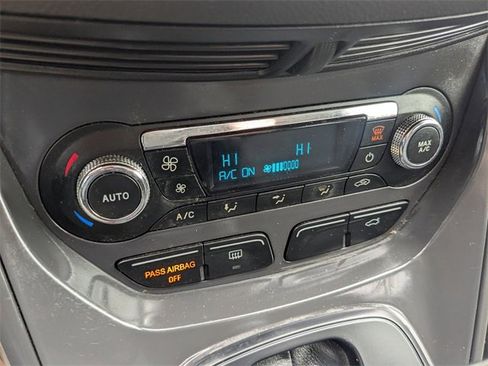 HI HI
A/C ON
MAX
AUTO
MAX
A/C
A/C
PASS AIRBAG
OFF